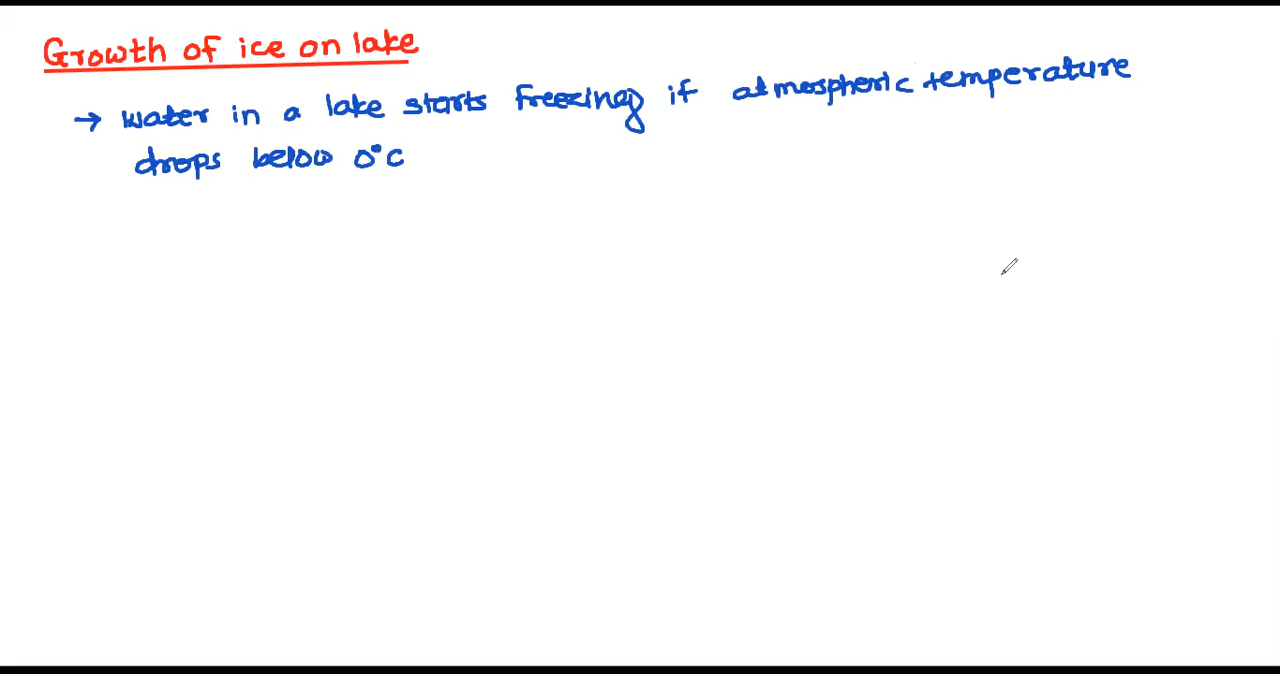 Growth of ice on lake
→ water in a lake starts freezing if atmospheric temperature
drops below 0°C